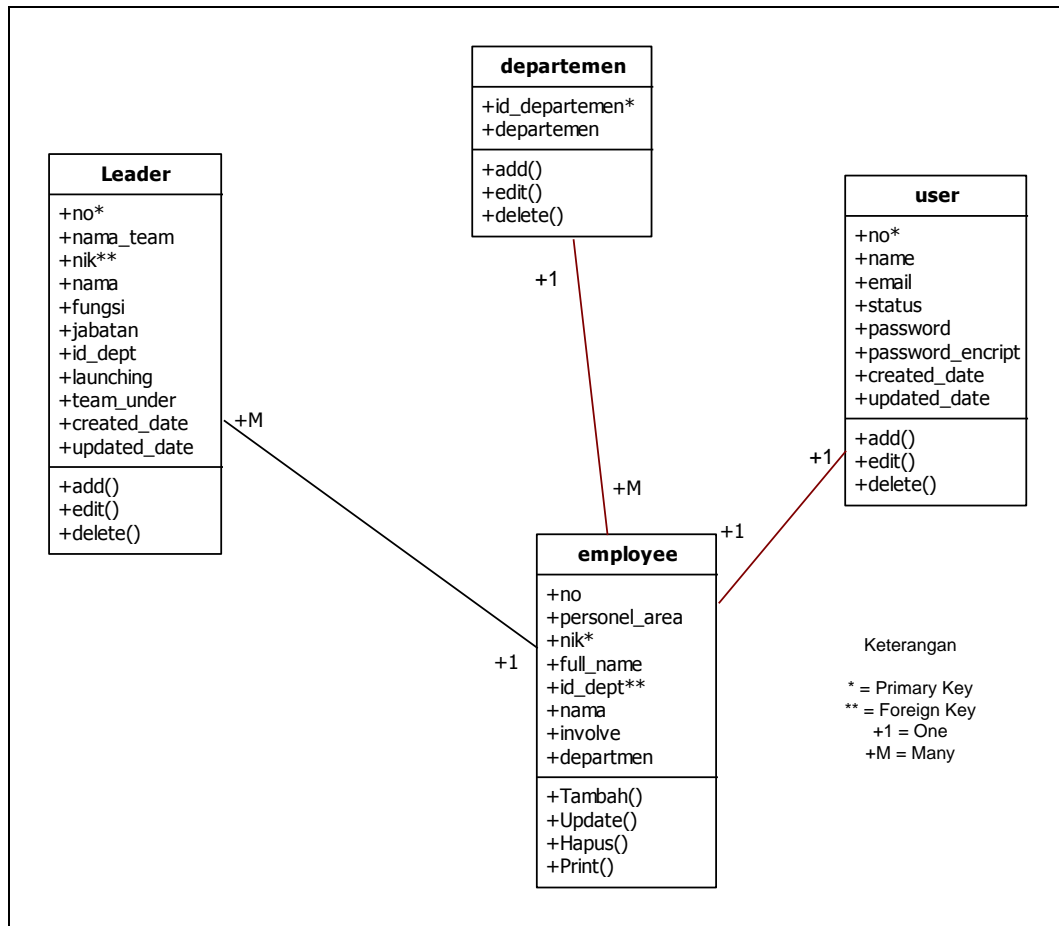 departemen
+id_departemen*
+departemen
+add()
+edit()
+delete()
Leader
+no*
+nama_team
+nik**
+nama
+fungsi
+jabatan
+id_dept
+launching
+team_under
+created_date
+updated_date
+add()
+edit()
+delete()
user
+no*
+name
+email
+status
+password
+password_encript
+created_date
+updated_date
+add()
+edit()
+delete()
+1
+M
+M
+1
+1
+1
employee
+no
+personel_area
+nik*
+full_name
+id_dept**
+nama
+involve
+departmen
+Tambah()
+Update()
+Hapus()
+Print()
Keterangan
* = Primary Key
** = Foreign Key
+1 = One
+M = Many